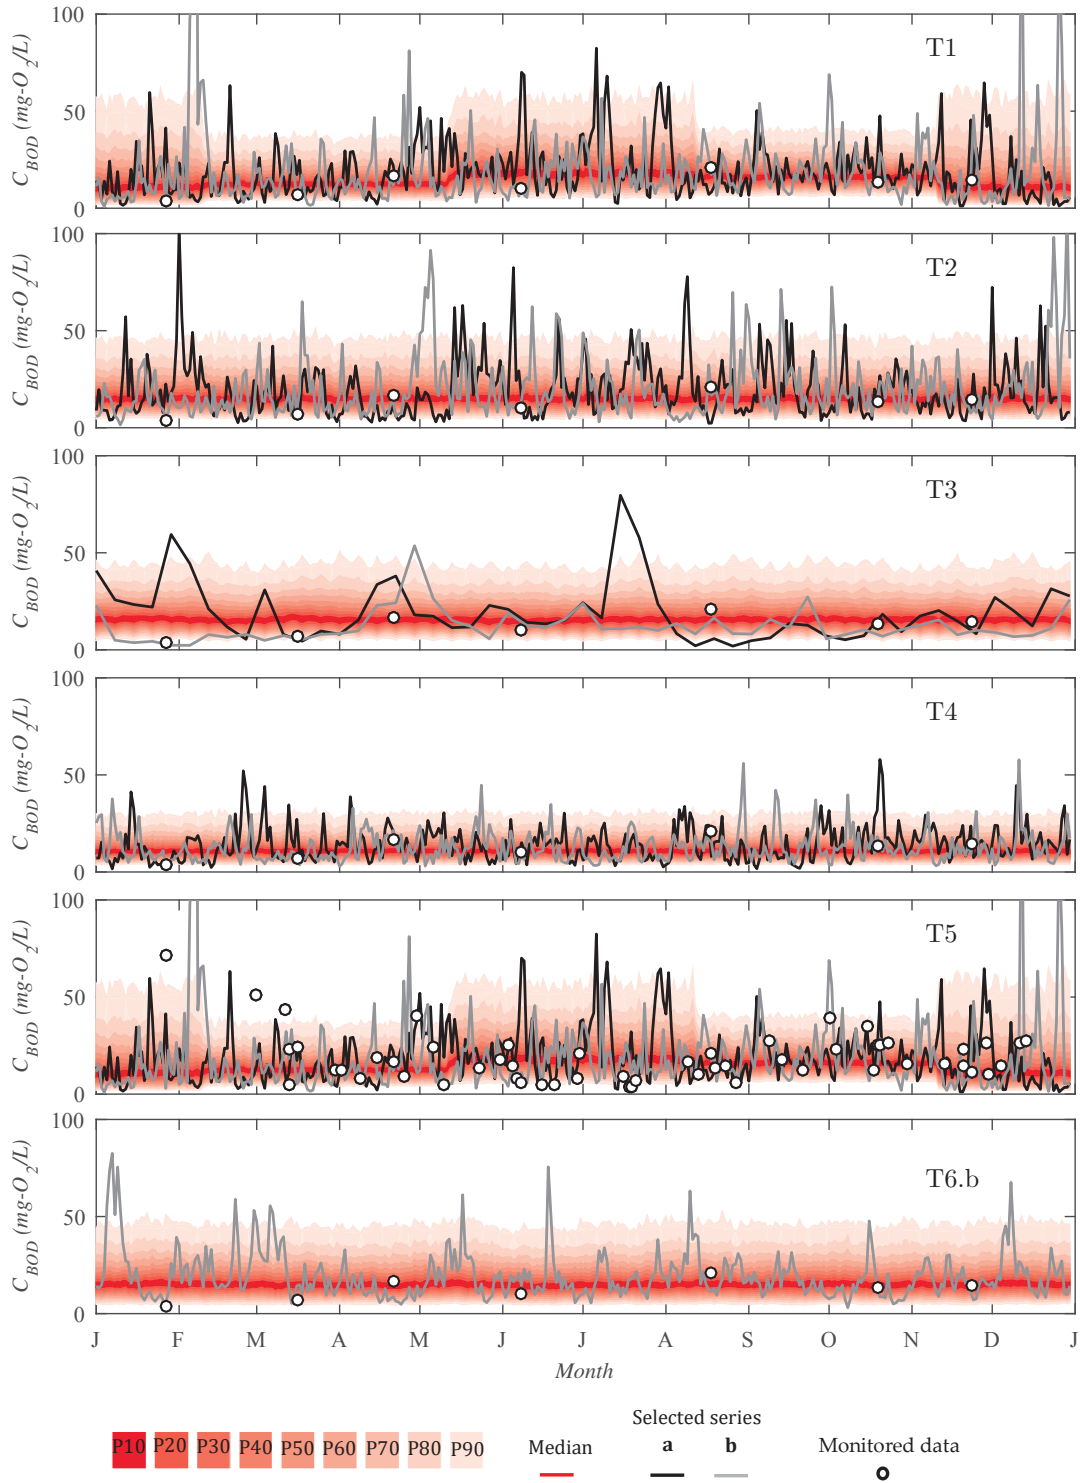 100
50
0
C_BOD (mg-O_2/L)
T1
100
50
0
C_BOD (mg-O_2/L)
T2
100
50
0
C_BOD (mg-O_2/L)
T3
100
50
0
C_BOD (mg-O_2/L)
T4
100
50
0
C_BOD (mg-O_2/L)
T5
100
50
0
C_BOD (mg-O_2/L)
T6.b
J F M A M J J A S O N D J
Month
P10 P20 P30 P40 P50 P60 P70 P80 P90
Median
Selected series
a b
Monitored data